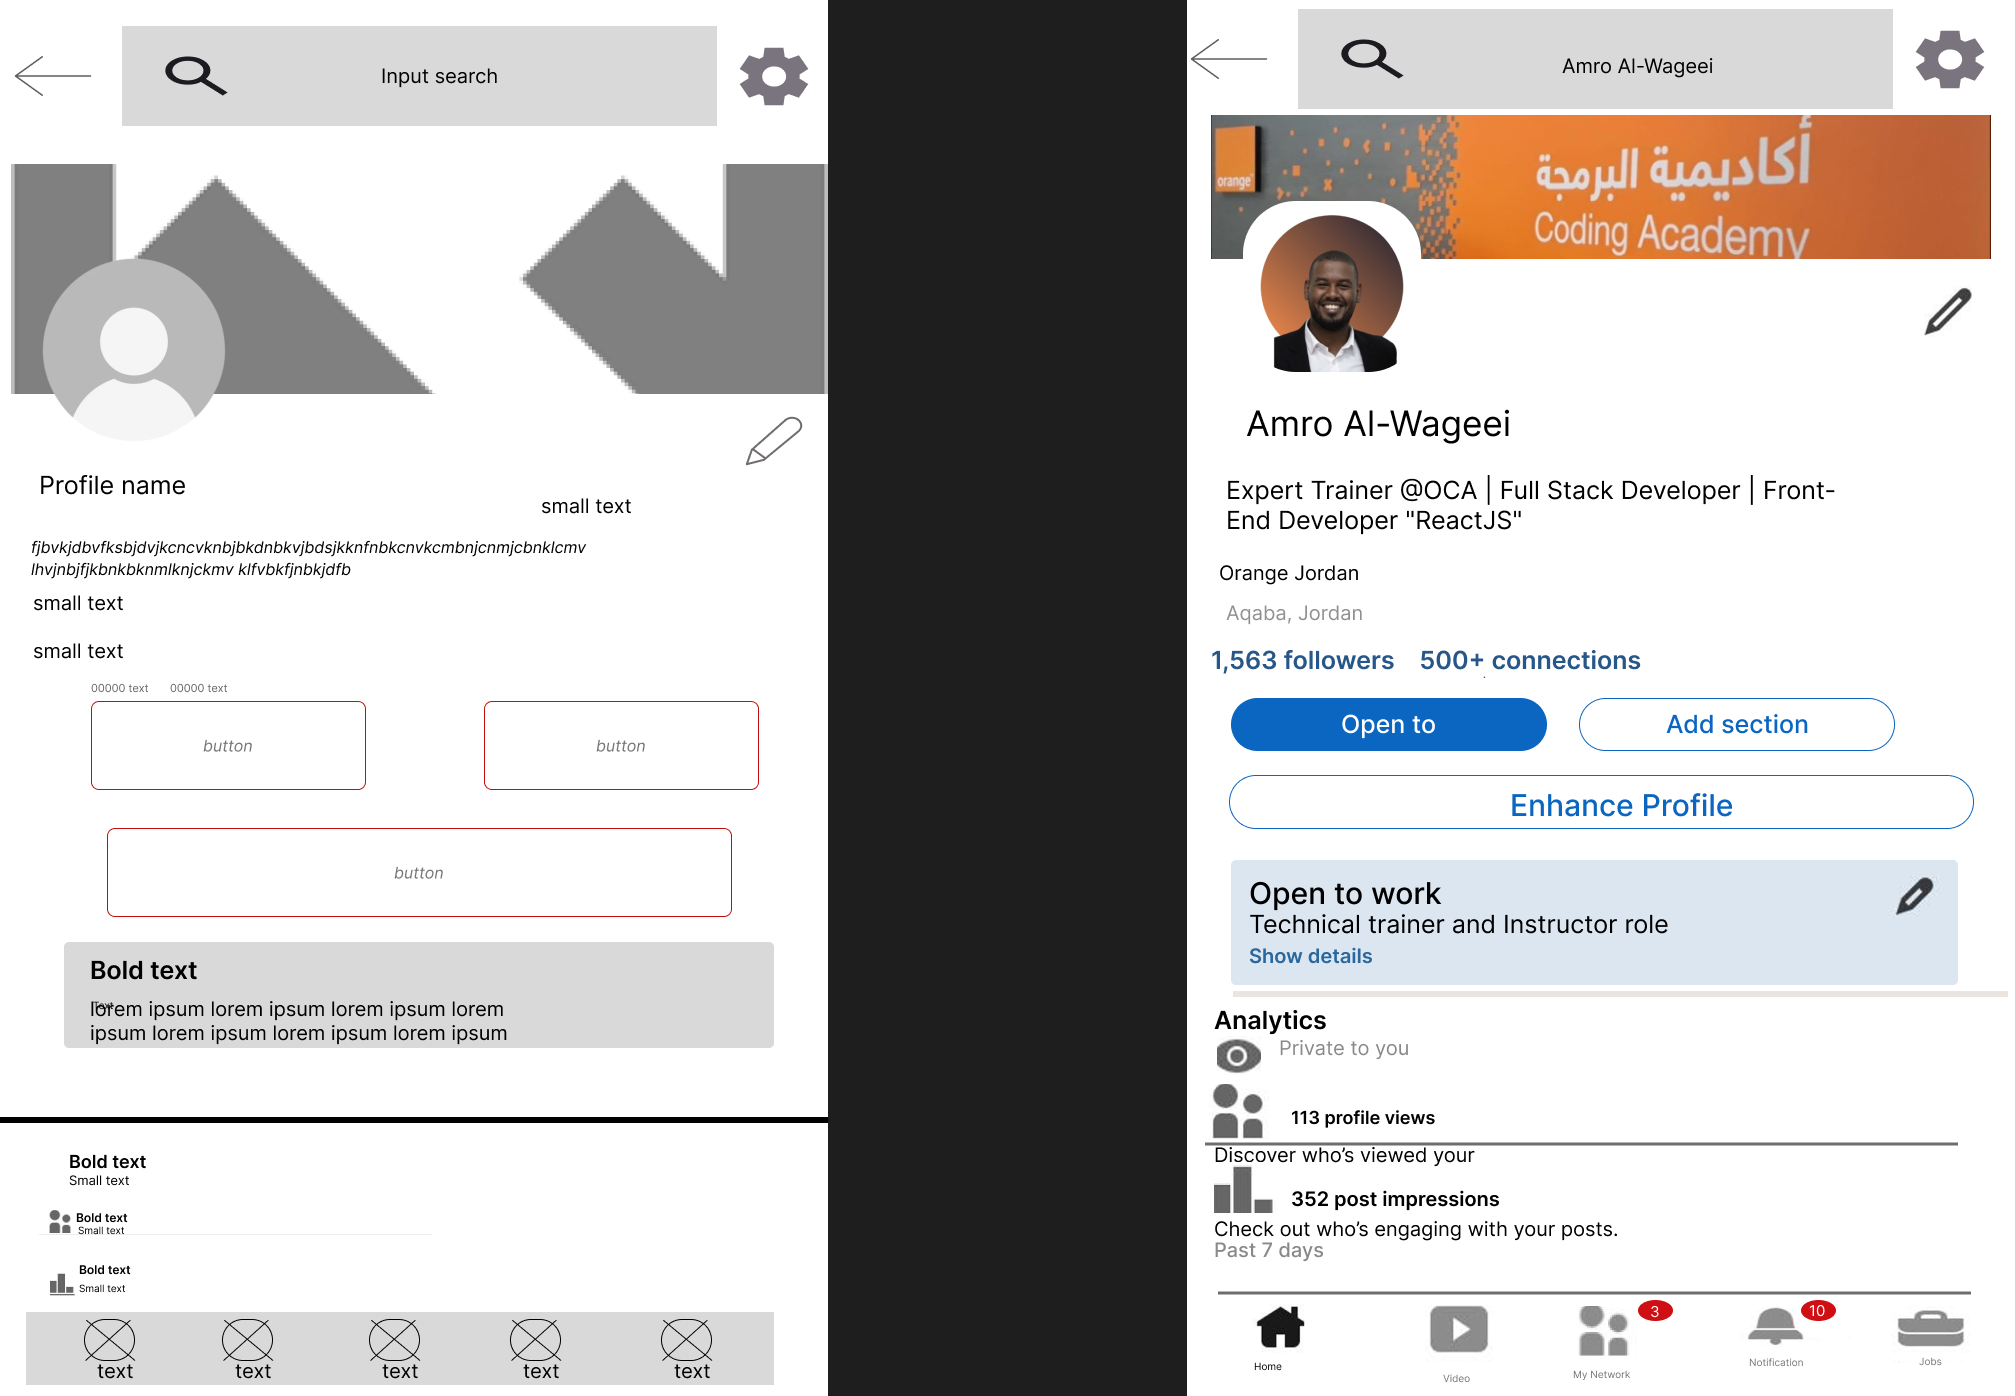 Input search
Profile name
small text
fjbvkjdbvfksbjdvjkcncvknbjbkdnbkvjbdsjkknfnbkcnvkcmbnjcnmjcbnklcmv
lhvjnbjfjkbnkbknmlknjckmv klfvbkfjnbkjdfb
small text
small text
00000 text 00000 text
button button
button
Bold text
Text
lorem ipsum lorem ipsum lorem ipsum lorem
ipsum lorem ipsum lorem ipsum lorem ipsum
Bold text
Small text
Bold text
Small text
Bold text
Small text
text text text text text
Amro Al-Wageei
orange
أكاديمية البرمجة
Coding Academy
Amro Al-Wageei
Expert Trainer @OCA | Full Stack Developer | Front-
End Developer "ReactJS"
Orange Jordan
Aqaba, Jordan
1,563 followers 500+ connections
Open to Add section
Enhance Profile
Open to work
Technical trainer and Instructor role
Show details
Analytics
Private to you
113 profile views
Discover who's viewed your
352 post impressions
Check out who's engaging with your posts.
Past 7 days
3 10
Home Video My Network Notification Jobs